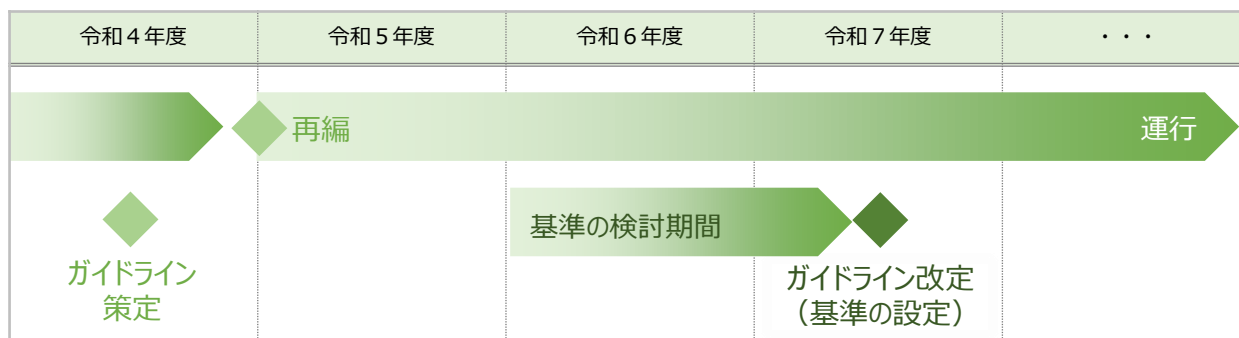 令和４年度
令和５年度
令和６年度
令和７年度
・・・
再編
運行
基準の検討期間
ガイドライン
策定
ガイドライン改定
（基準の設定）